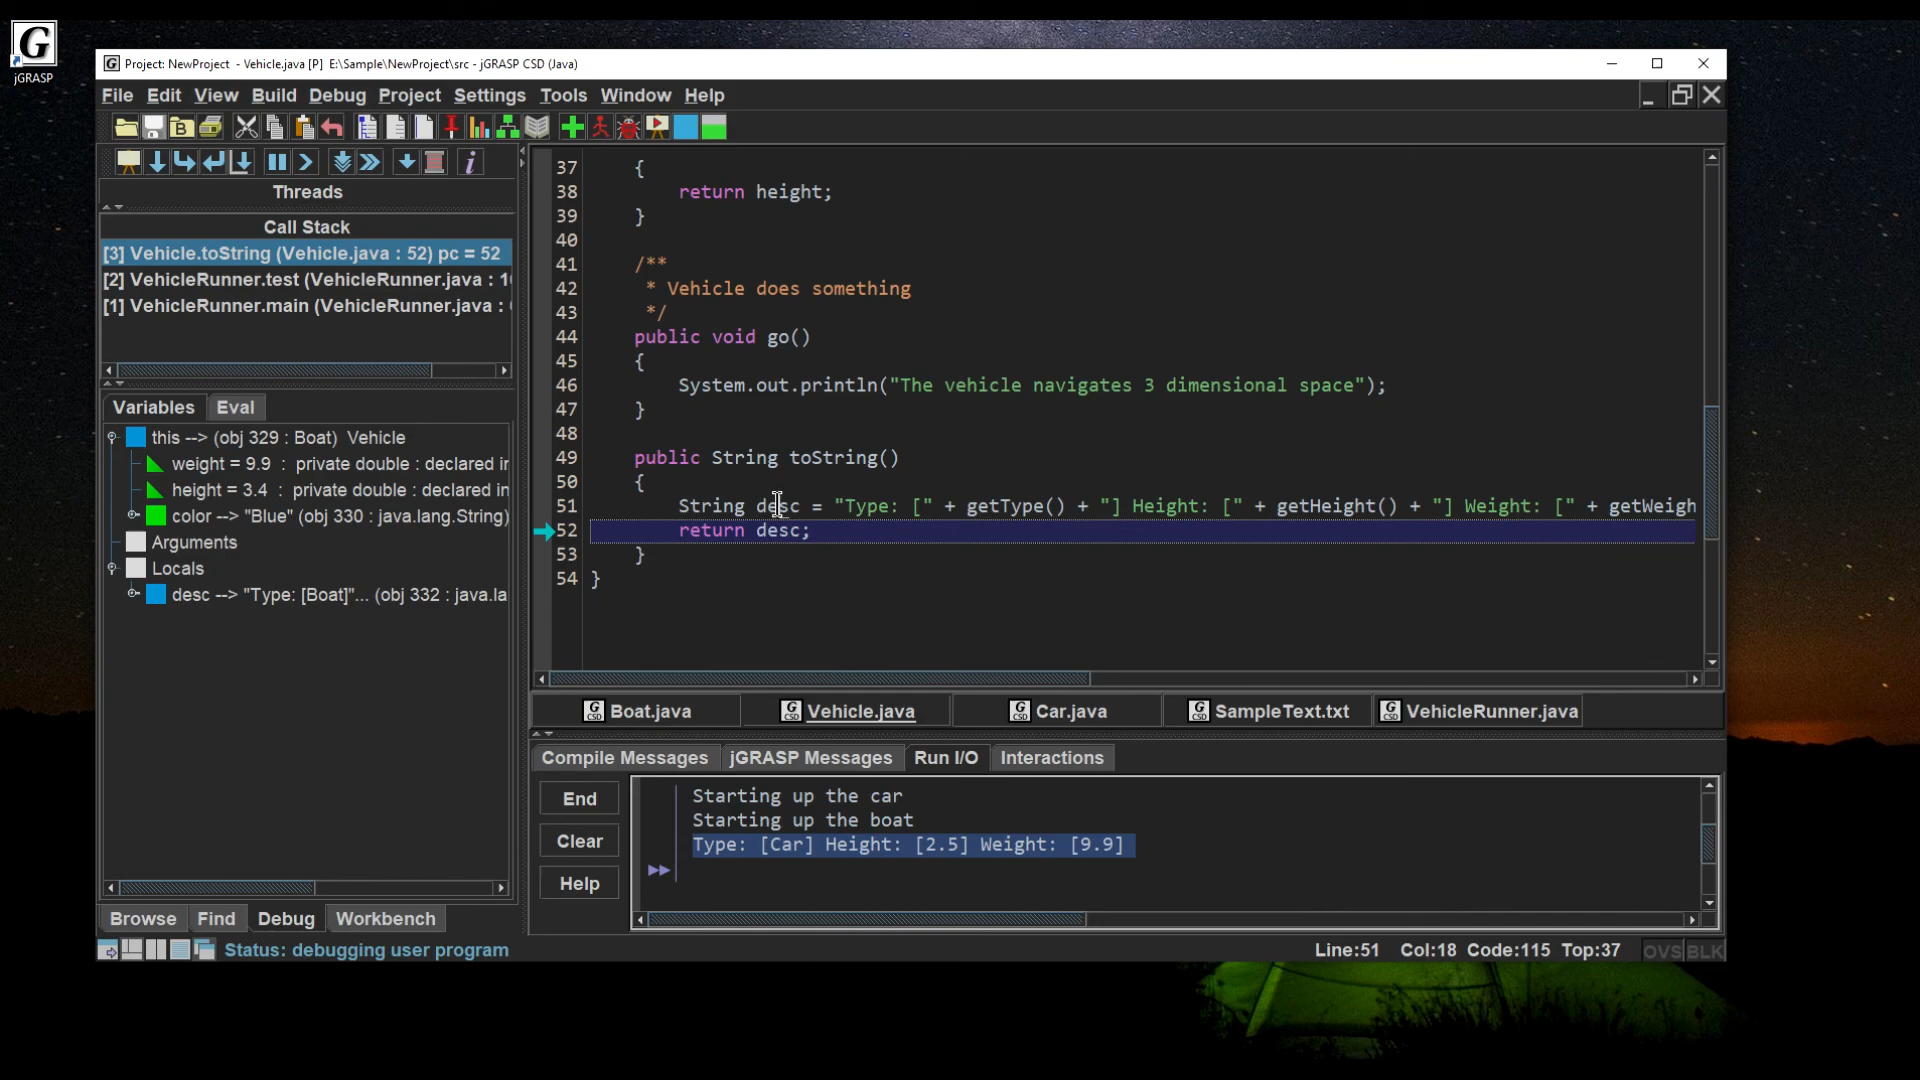 jGRASP
Project: NewProject - Vehicle.java [P] E:\Sample\NewProject\src - jGRASP CSD (Java)
File Edit View Build Debug Project Settings Tools Window Help
Threads
Call Stack
[3] Vehicle.toString (Vehicle.java : 52) pc = 52
[2] VehicleRunner.test (VehicleRunner.java : 1
[1] VehicleRunner.main (VehicleRunner.java :
Variables Eval
this --> (obj 329 : Boat) Vehicle
weight = 9.9 : private double : declared in
height = 3.4 : private double : declared in
color --> "Blue" (obj 330 : java.lang.String)
Arguments
Locals
desc --> "Type: [Boat]"... (obj 332 : java.la
Browse Find Debug Workbench
37 {
38 return height;
39 }
40
41 /**
42 * Vehicle does something
43 */
44 public void go()
45 {
46 System.out.println("The vehicle navigates 3 dimensional space");
47 }
48
49 public String toString()
50 {
51 String desc = "Type: [" + getType() + "] Height: [" + getHeight() + "] Weight: [" + getWeigh
52 return desc;
53 }
54 }
Boat.java Vehicle.java Car.java SampleText.txt VehicleRunner.java
Compile Messages jGRASP Messages Run I/O Interactions
End
Clear
Help
Starting up the car
Starting up the boat
Type: [Car] Height: [2.5] Weight: [9.9]
Status: debugging user program
Line:51 Col:18 Code:115 Top:37 OVS BLK